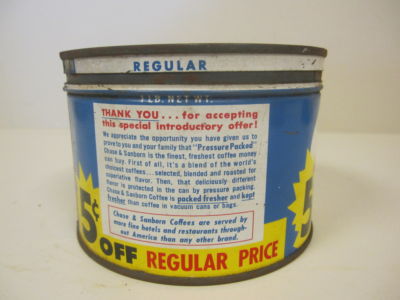 REGULAR
1 LB. NET WT.
THANK YOU . . . for accepting
this special introductory offer!
We appreciate the opportunity you have given us to
prove to you and your family that "Pressure Packed"
Chase & Sanborn is the finest, freshest coffee money
can buy. First of all, it's a blend of the world's
choicest coffees... selected, blended and roasted for
superlative flavor. Then, that deliciously different
flavor is protected in the can by pressure packing.
Chase & Sanborn Coffee is packed fresher and kept
fresher than coffee in vacuum cans or bags.
Chase & Sanborn Coffees are served by
more fine hotels and restaurants through-
out America than any other brand.
5¢ OFF REGULAR PRICE
5